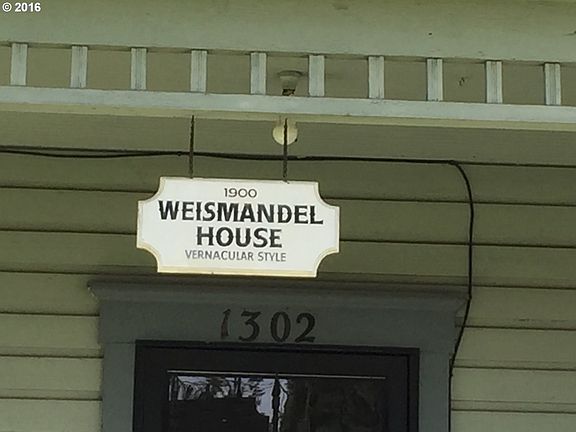 © 2016
1900
WEISMANDEL
HOUSE
VERNACULAR STYLE
1302